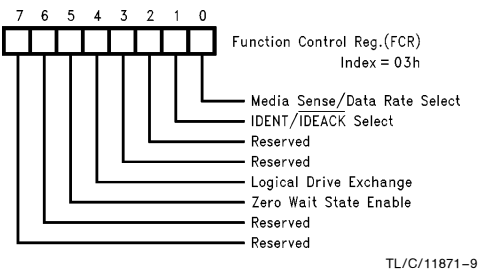 7 6 5 4 3 2 1 0
Function Control Reg.(FCR)
Index = 03h
Media Sense/Data Rate Select
IDENT/IDEACK Select
Reserved
Reserved
Logical Drive Exchange
Zero Wait State Enable
Reserved
Reserved
TL/C/11871-9